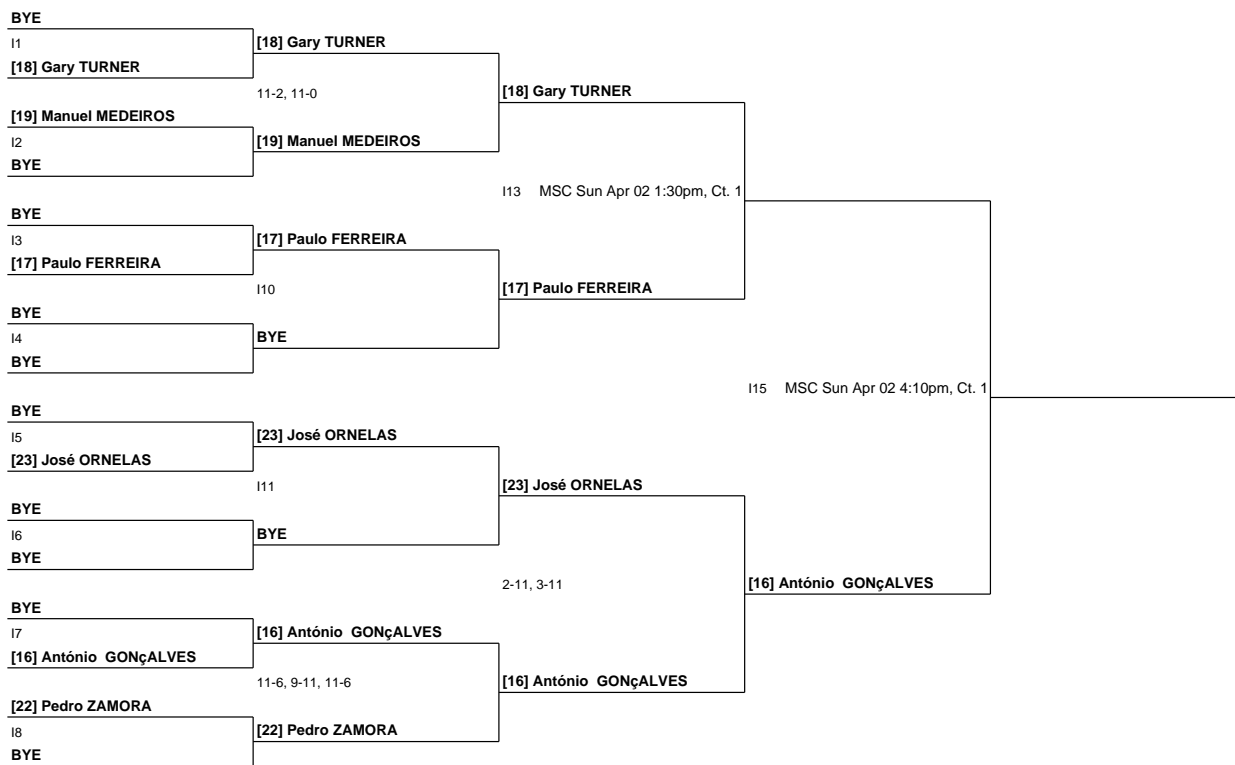 BYE
I1
[18] Gary TURNER
[18] Gary TURNER
11-2, 11-0
[18] Gary TURNER
[19] Manuel MEDEIROS
I2
[19] Manuel MEDEIROS
BYE
I13 MSC Sun Apr 02 1:30pm, Ct. 1
BYE
I3
[17] Paulo FERREIRA
[17] Paulo FERREIRA
I10
[17] Paulo FERREIRA
BYE
I4
BYE
BYE
I15 MSC Sun Apr 02 4:10pm, Ct. 1
BYE
I5
[23] José ORNELAS
[23] José ORNELAS
I11
[23] José ORNELAS
BYE
I6
BYE
BYE
2-11, 3-11
[16] António GONçALVES
BYE
I7
[16] António GONçALVES
[16] António GONçALVES
11-6, 9-11, 11-6
[16] António GONçALVES
[22] Pedro ZAMORA
I8
[22] Pedro ZAMORA
BYE